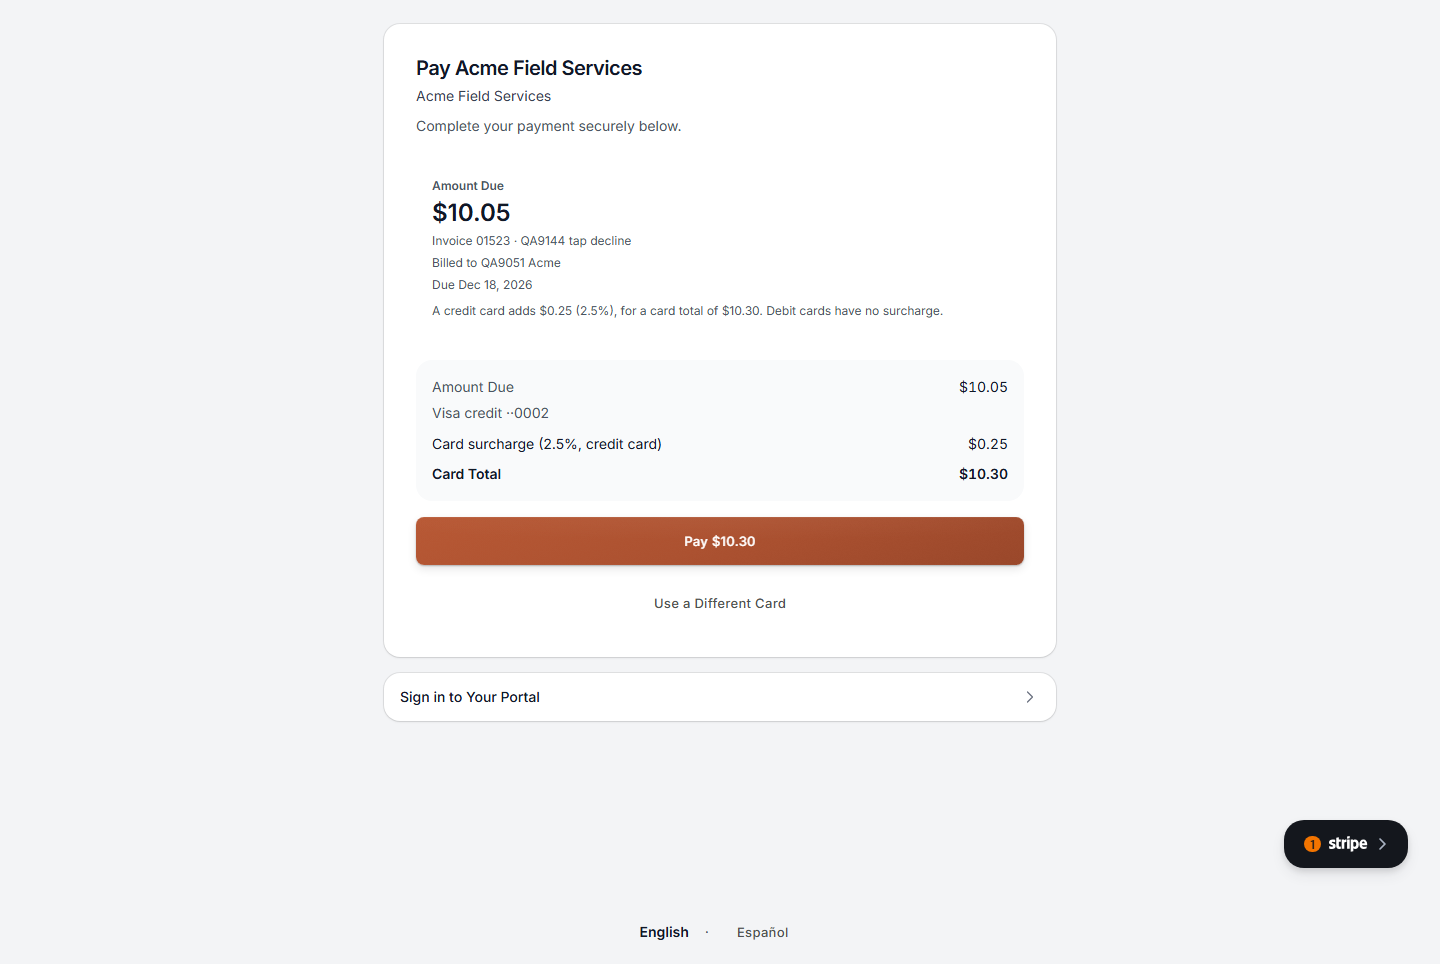 Pay Acme Field Services
Acme Field Services
Complete your payment securely below.
Amount Due
$10.05
Invoice 01523 · QA9144 tap decline
Billed to QA9051 Acme
Due Dec 18, 2026
A credit card adds $0.25 (2.5%), for a card total of $10.30. Debit cards have no surcharge.
Amount Due $10.05
Visa credit ··0002
Card surcharge (2.5%, credit card) $0.25
Card Total $10.30
Pay $10.30
Use a Different Card
Sign in to Your Portal
1 stripe
English · Español